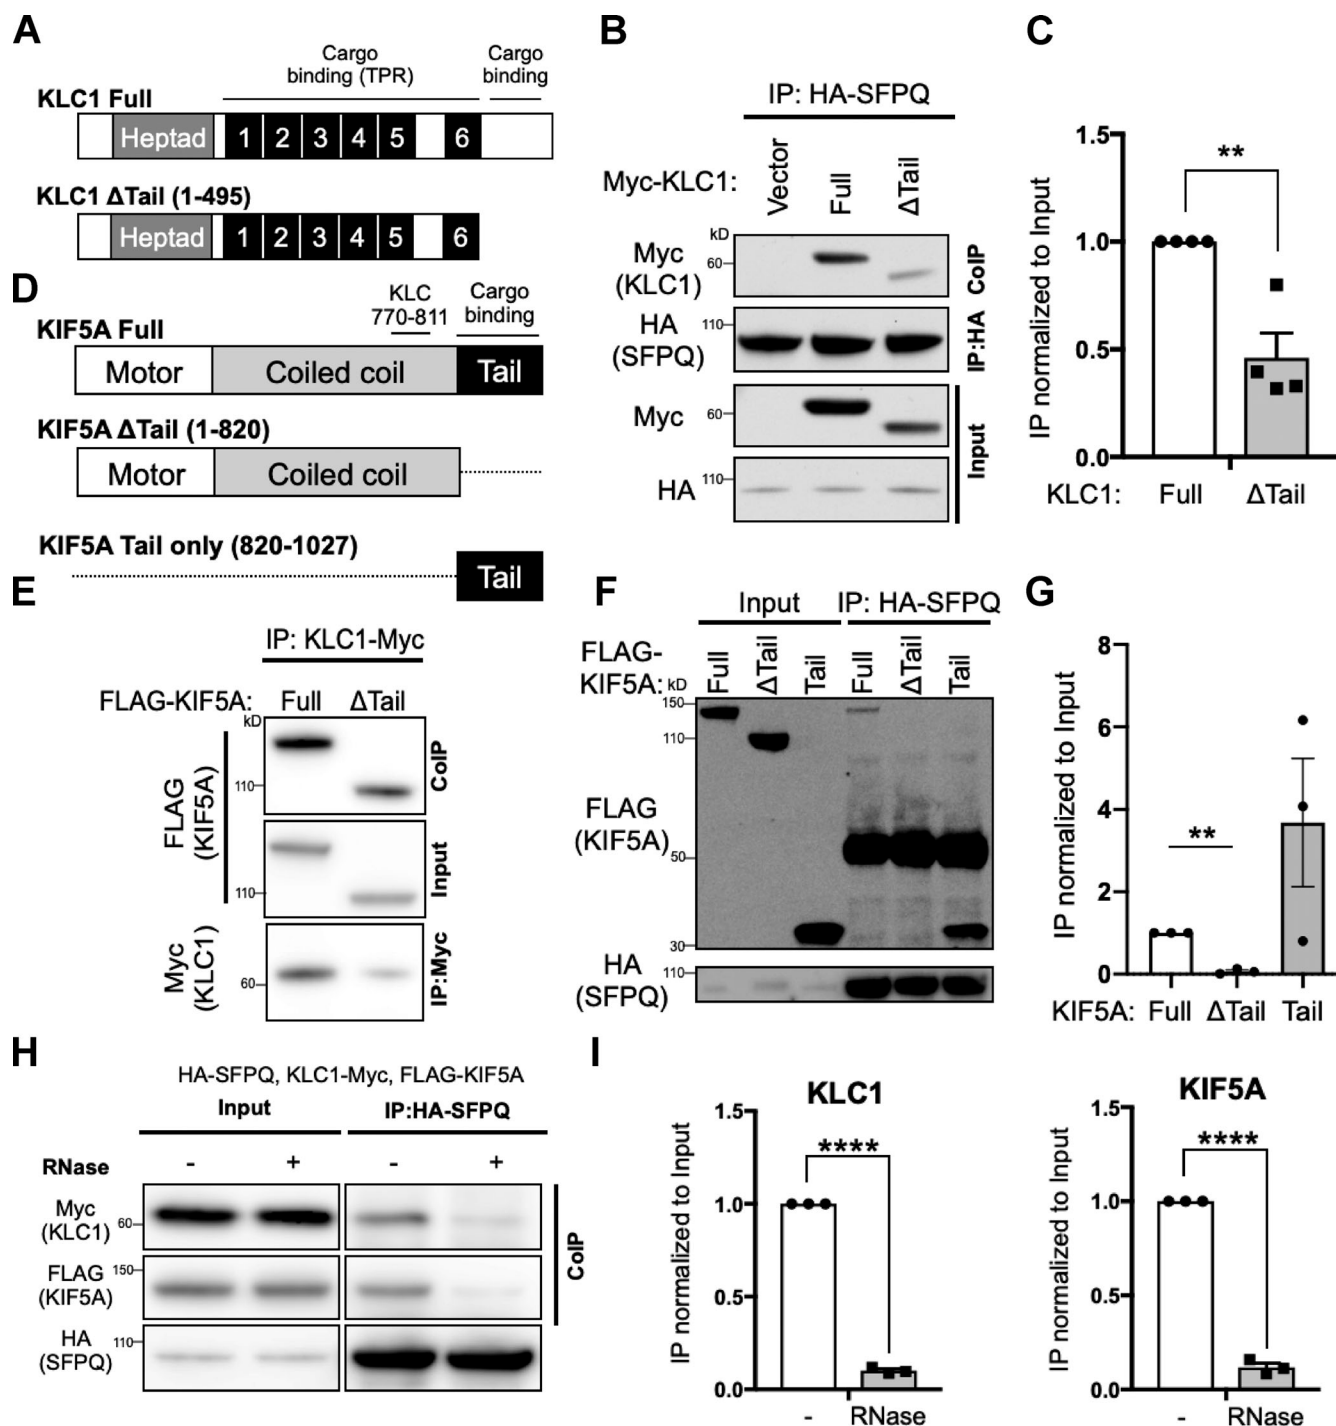 A
Cargo
binding (TPR)
Cargo
binding
KLC1 Full
Heptad 1 2 3 4 5 6
KLC1 ΔTail (1-495)
Heptad 1 2 3 4 5 6
B
IP: HA-SFPQ
Myc-KLC1:
Vector
Full
ΔTail
kD
Myc
(KLC1)
60
CoIP
HA
(SFPQ)
110
IP:HA
Myc
60
HA
110
Input
C
IP normalized to Input
1.5
1.0
0.5
0.0
**
KLC1: Full ΔTail
D
KLC
770-811
Cargo
binding
KIF5A Full
Motor Coiled coil Tail
KIF5A ΔTail (1-820)
Motor Coiled coil
KIF5A Tail only (820-1027)
Tail
E
IP: KLC1-Myc
FLAG-KIF5A: Full ΔTail
kD
FLAG
(KIF5A)
110
CoIP
110
Input
Myc
(KLC1)
60
IP:Myc
F
Input IP: HA-SFPQ
FLAG-
KIF5A:
kD
Full
ΔTail
Tail
Full
ΔTail
Tail
150
110
FLAG
(KIF5A)
50
30
HA
(SFPQ)
110
G
IP normalized to Input
8
6
4
2
0
**
KIF5A: Full ΔTail Tail
H
HA-SFPQ, KLC1-Myc, FLAG-KIF5A
Input IP:HA-SFPQ
RNase - + - +
Myc
(KLC1)
60
FLAG
(KIF5A)
150
HA
(SFPQ)
110
CoIP
I
KLC1
IP normalized to Input
1.5
1.0
0.5
0.0
****
- RNase
KIF5A
IP normalized to Input
1.5
1.0
0.5
0.0
****
- RNase